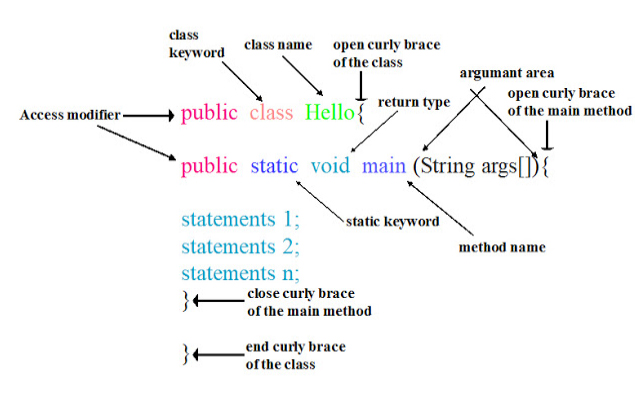 class
keyword
class name
open curly brace
of the class
argumant area
Access modifier
return type
open curly brace
of the main method
public class Hello{
public static void main (String args[]){
static keyword
method name
statements 1;
statements 2;
statements n;
}
close curly brace
of the main method
}
end curly brace
of the class